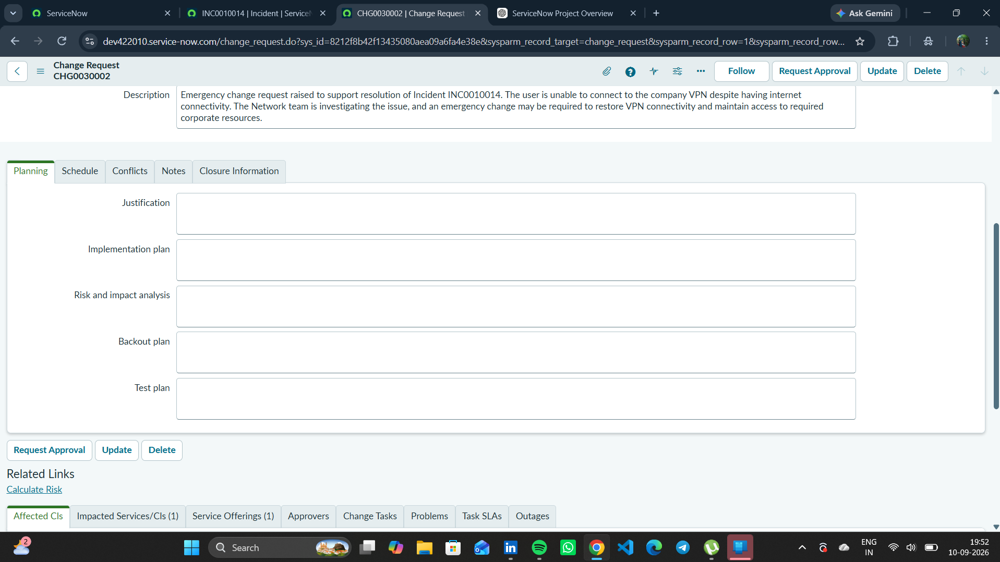 ServiceNow
INC0010014 | Incident | Service
CHG0030002 | Change Request
ServiceNow Project Overview
Ask Gemini
dev422010.service-now.com/change_request.do?sys_id=8212f8b42f13435080aea09a6fa4e38e&sysparm_record_target=change_request&sysparm_record_row=1&sysparm_record_row...
Change Request
CHG0030002
Follow
Request Approval
Update
Delete
Description
Emergency change request raised to support resolution of Incident INC0010014. The user is unable to connect to the company VPN despite having internet
connectivity. The Network team is investigating the issue, and an emergency change may be required to restore VPN connectivity and maintain access to required
corporate resources.
Planning
Schedule
Conflicts
Notes
Closure Information
Justification
Implementation plan
Risk and impact analysis
Backout plan
Test plan
Request Approval
Update
Delete
Related Links
Calculate Risk
Affected CIs
Impacted Services/CIs (1)
Service Offerings (1)
Approvers
Change Tasks
Problems
Task SLAs
Outages
2
Search
ENG
IN
19:52
10-09-2026